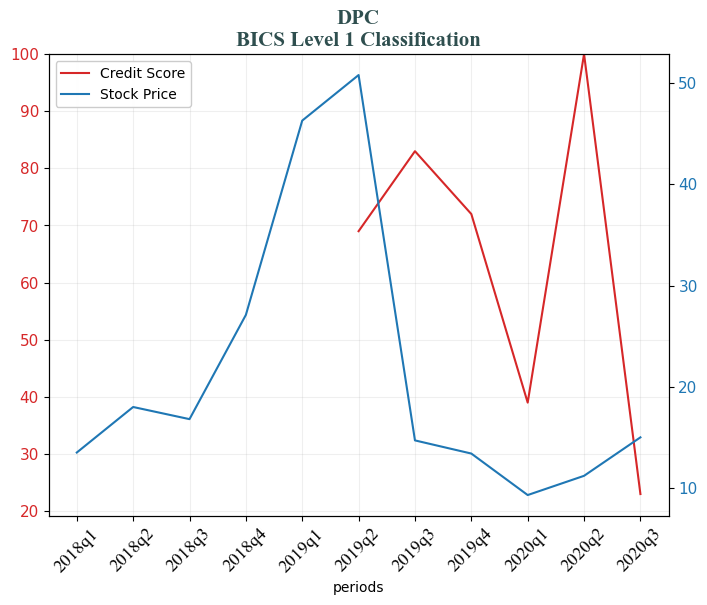 DPC
BICS Level 1 Classification
Credit Score
Stock Price
100
90
80
70
60
50
40
30
20
50
40
30
20
10
2018q1
2018q2
2018q3
2018q4
2019q1
2019q2
2019q3
2019q4
2020q1
2020q2
2020q3
periods